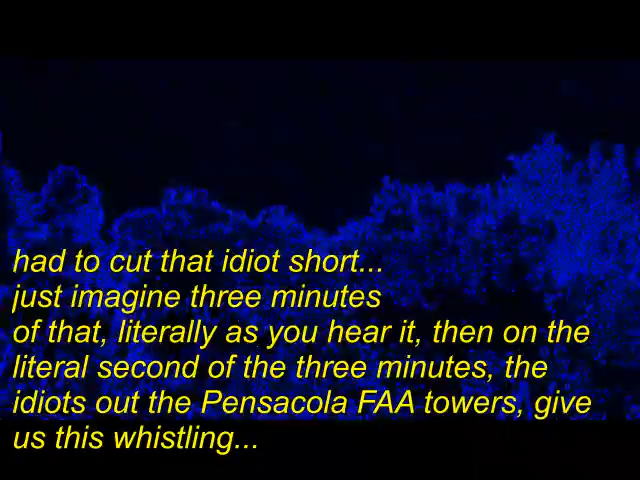 had to cut that idiot short...
just imagine three minutes
of that, literally as you hear it, then on the
literal second of the three minutes, the
idiots out the Pensacola FAA towers, give
us this whistling...